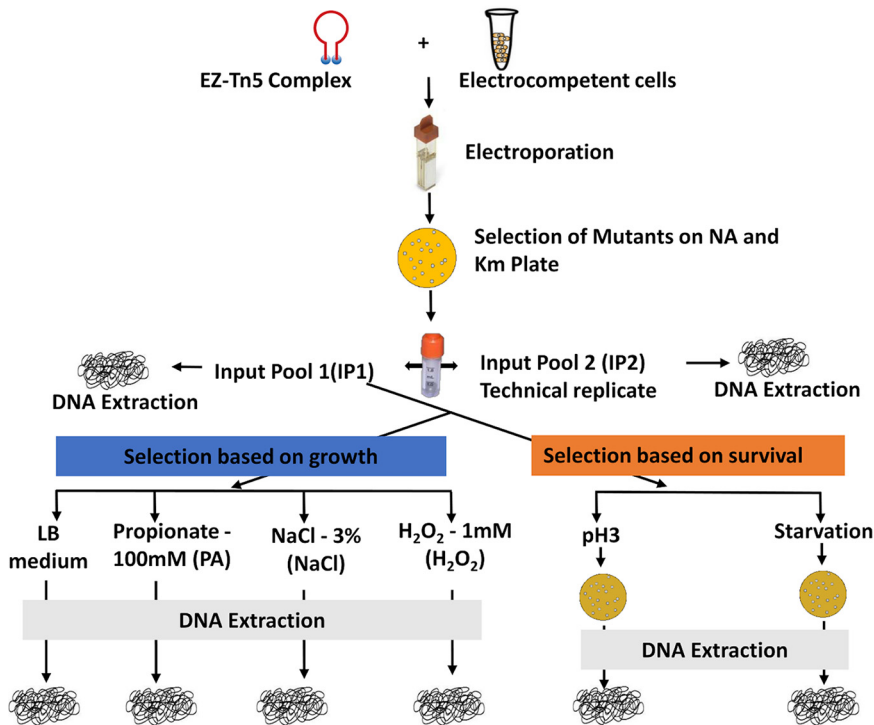 +
EZ-Tn5 Complex
Electrocompetent cells
Electroporation
Selection of Mutants on NA and
Km Plate
Input Pool 1(IP1)
Input Pool 2 (IP2)
Technical replicate
DNA Extraction
DNA Extraction
Selection based on growth
Selection based on survival
LB
medium
Propionate -
100mM (PA)
NaCl - 3%
(NaCl)
H₂O₂ - 1mM
(H₂O₂)
pH3
Starvation
DNA Extraction
DNA Extraction